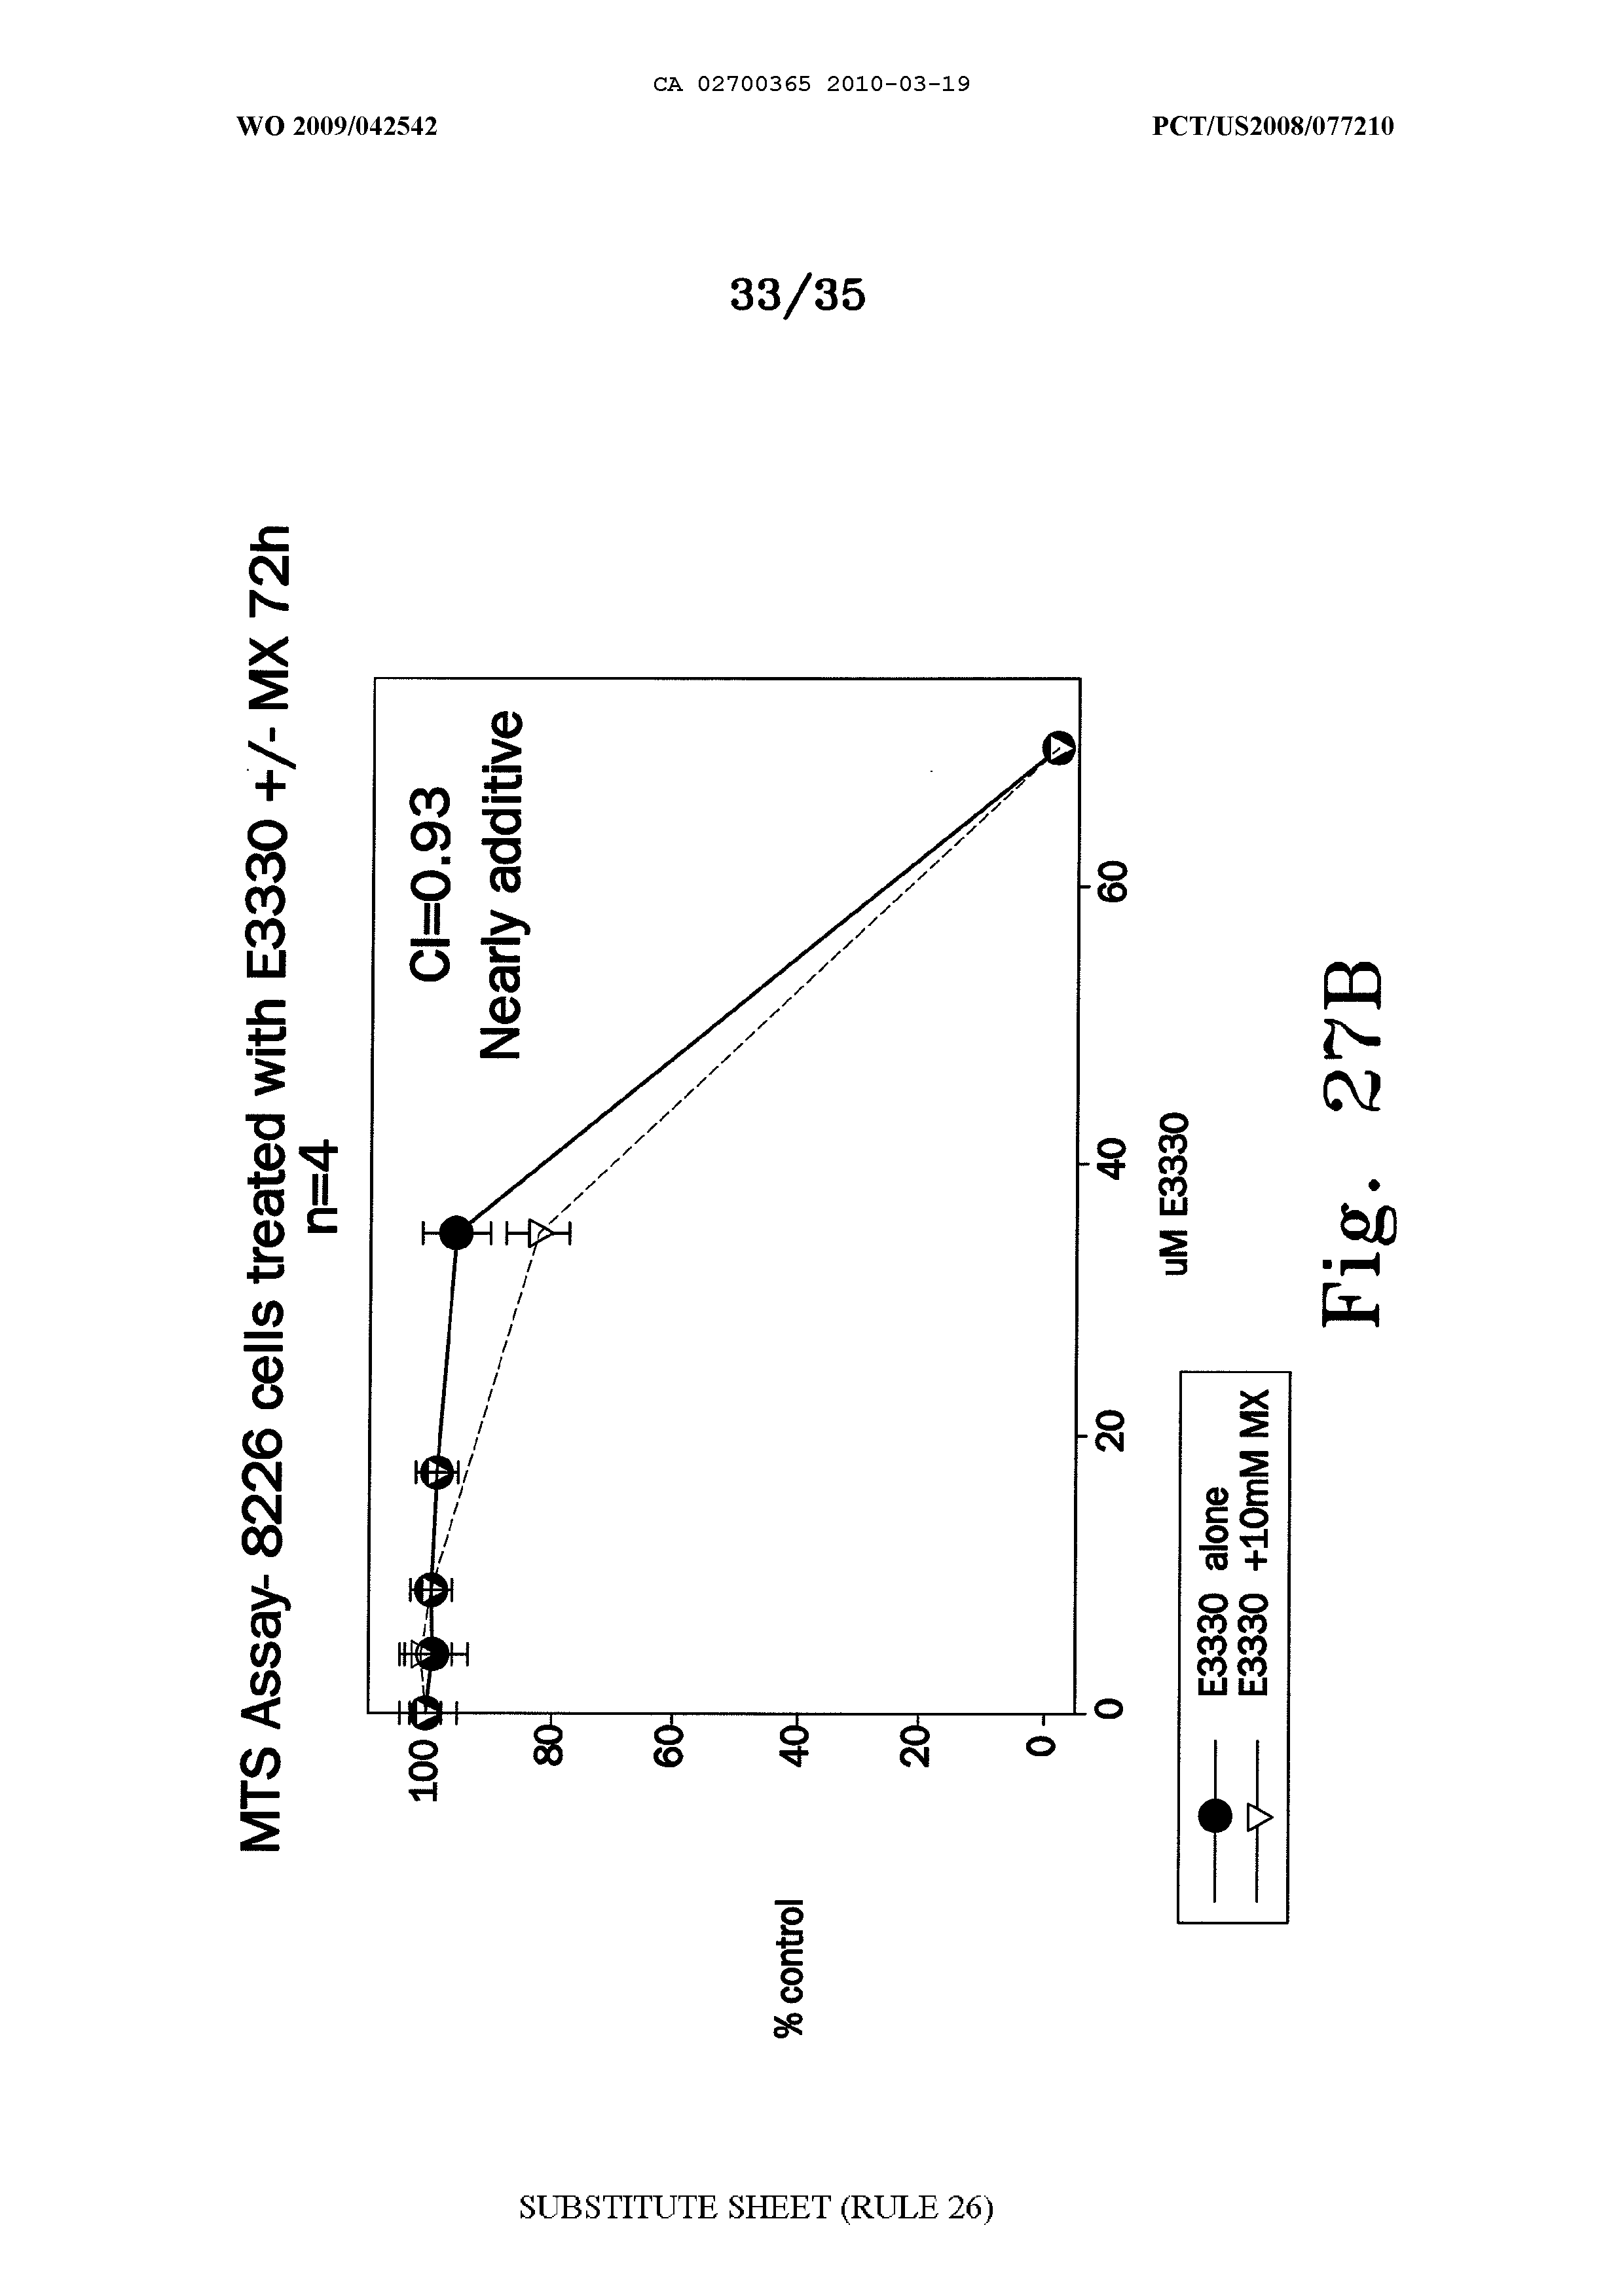 CA 02700365 2010-03-19
WO 2009/042542
PCT/US2008/077210
33/35
MTS Assay- 8226 cells treated with E3330 +/- MX 72h
n=4
CI=0.93
Nearly additive
% control
100
80
60
40
20
0
0
20
40
60
uM E3330
E3330 alone
E3330 +10mM MX
Fig. 27B
SUBSTITUTE SHEET (RULE 26)